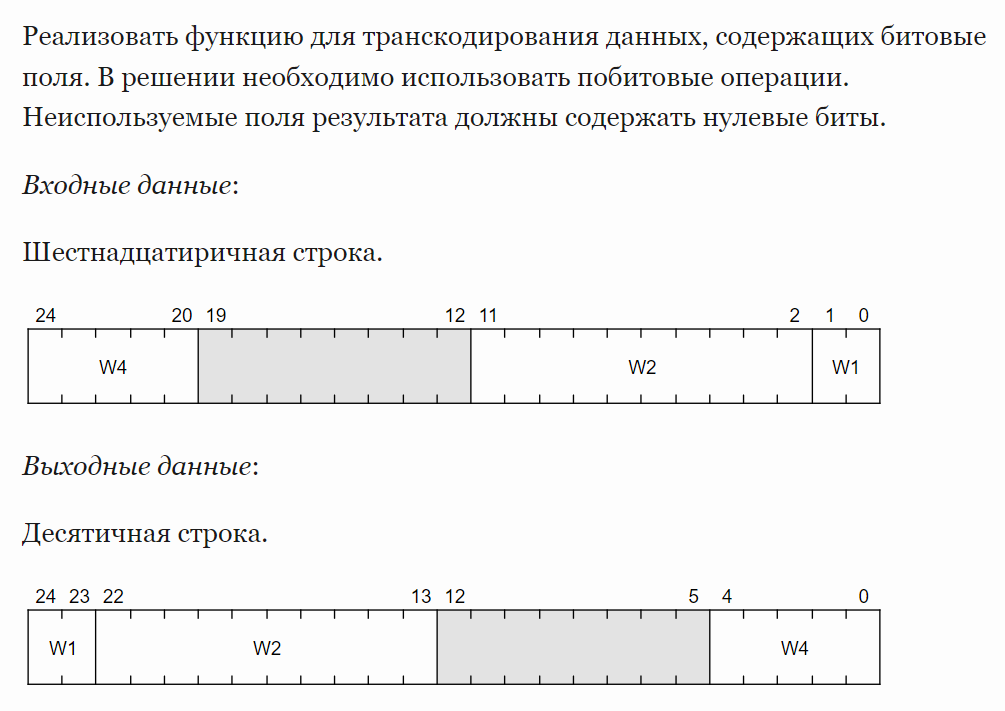 Реализовать функцию для транскодирования данных, содержащих битовые
поля. В решении необходимо использовать побитовые операции.
Неиспользуемые поля результата должны содержать нулевые биты.
Входные данные:
Шестнадцатиричная строка.
24 20 19 12 11 2 1 0
W4 W2 W1
Выходные данные:
Десятичная строка.
24 23 22 13 12 5 4 0
W1 W2 W4